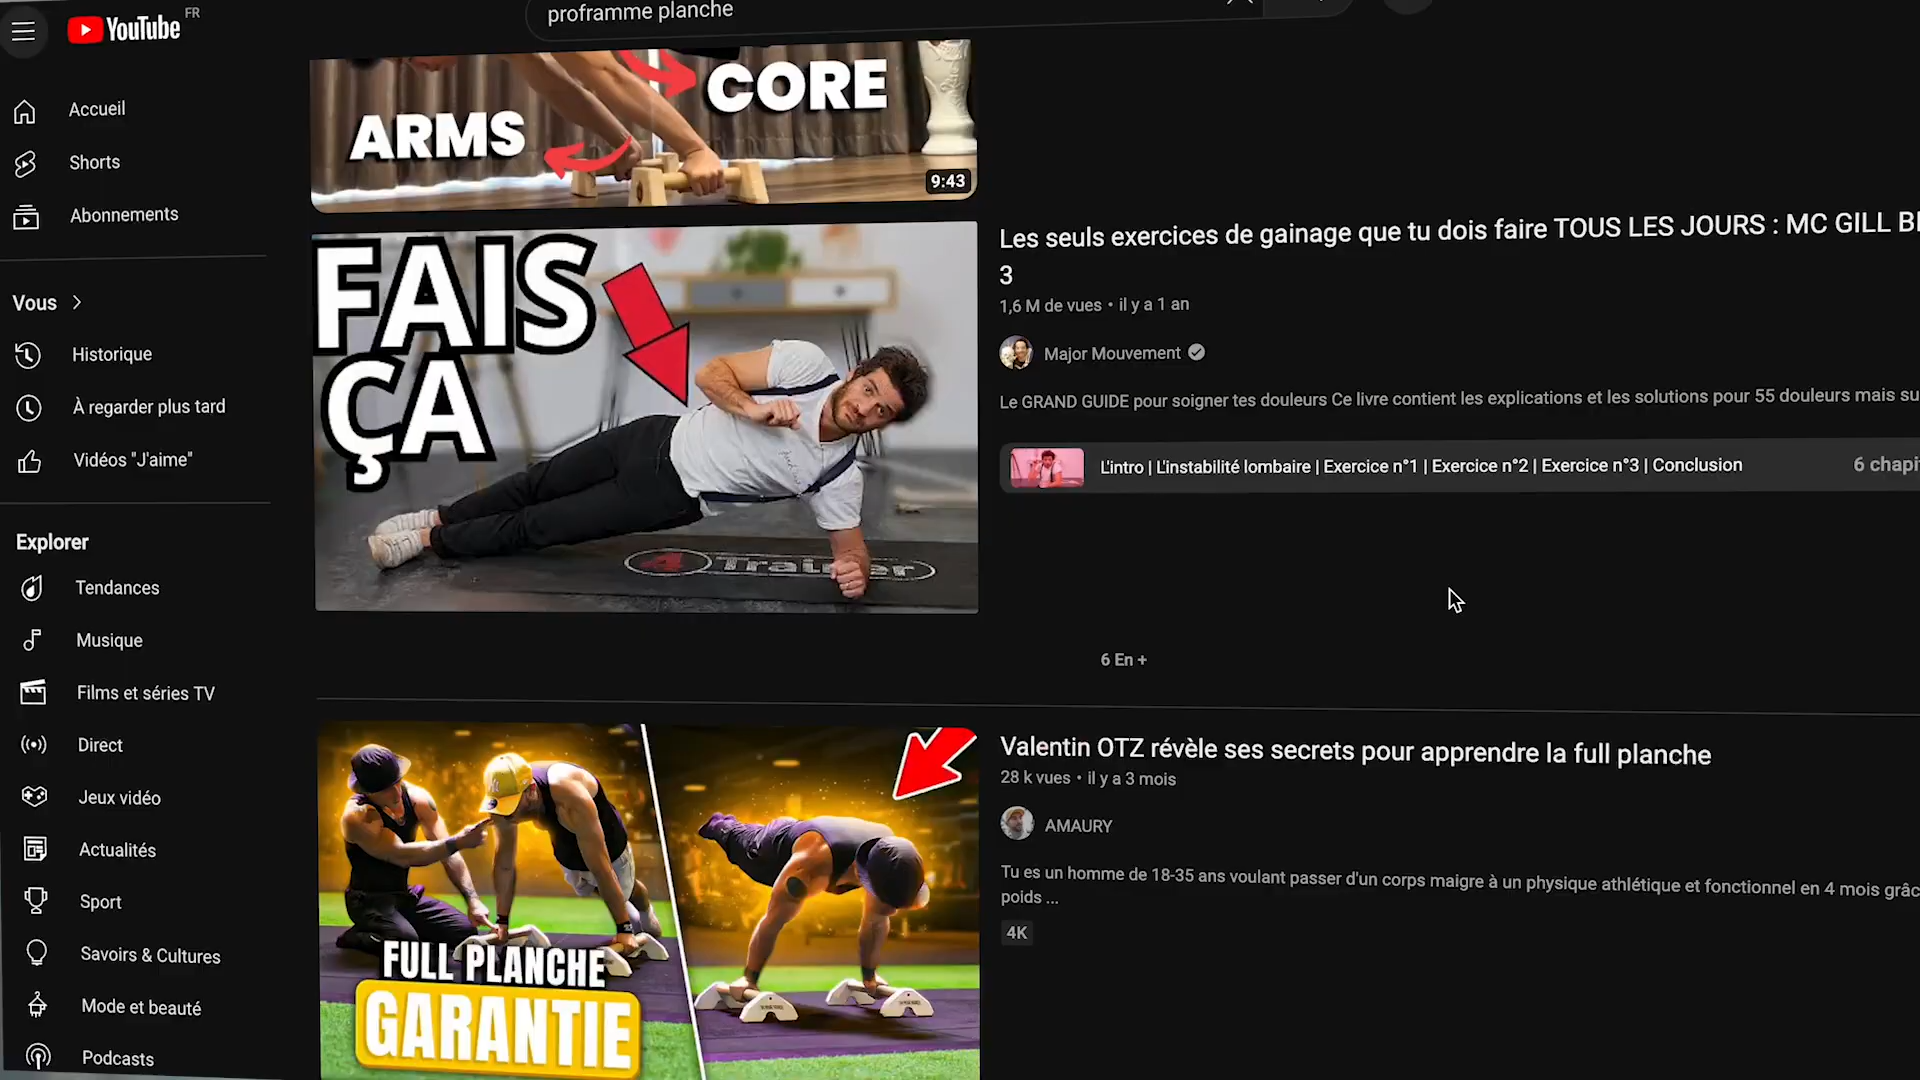 YouTube FR
proframme planche
Accueil
Shorts
Abonnements
Vous
Historique
À regarder plus tard
Vidéos "J'aime"
Explorer
Tendances
Musique
Films et séries TV
Direct
Jeux vidéo
Actualités
Sport
Savoirs & Cultures
Mode et beauté
Podcasts
CORE
ARMS
9:43
FAIS
ÇA
4 Trainer
Les seuls exercices de gainage que tu dois faire TOUS LES JOURS : MC GILL
3
1,6 M de vues • il y a 1 an
Major Mouvement
Le GRAND GUIDE pour soigner tes douleurs Ce livre contient les explications et les solutions pour 55 douleurs mais
L'intro | L'instabilité lombaire | Exercice n°1 | Exercice n°2 | Exercice n°3 | Conclusion
6 chapi
6 En +
FULL PLANCHE
GARANTIE
Valentin OTZ révèle ses secrets pour apprendre la full planche
28 k vues • il y a 3 mois
AMAURY
Tu es un homme de 18-35 ans voulant passer d'un corps maigre à un physique athlétique et fonctionnel en 4 mois grâc
poids ...
4K